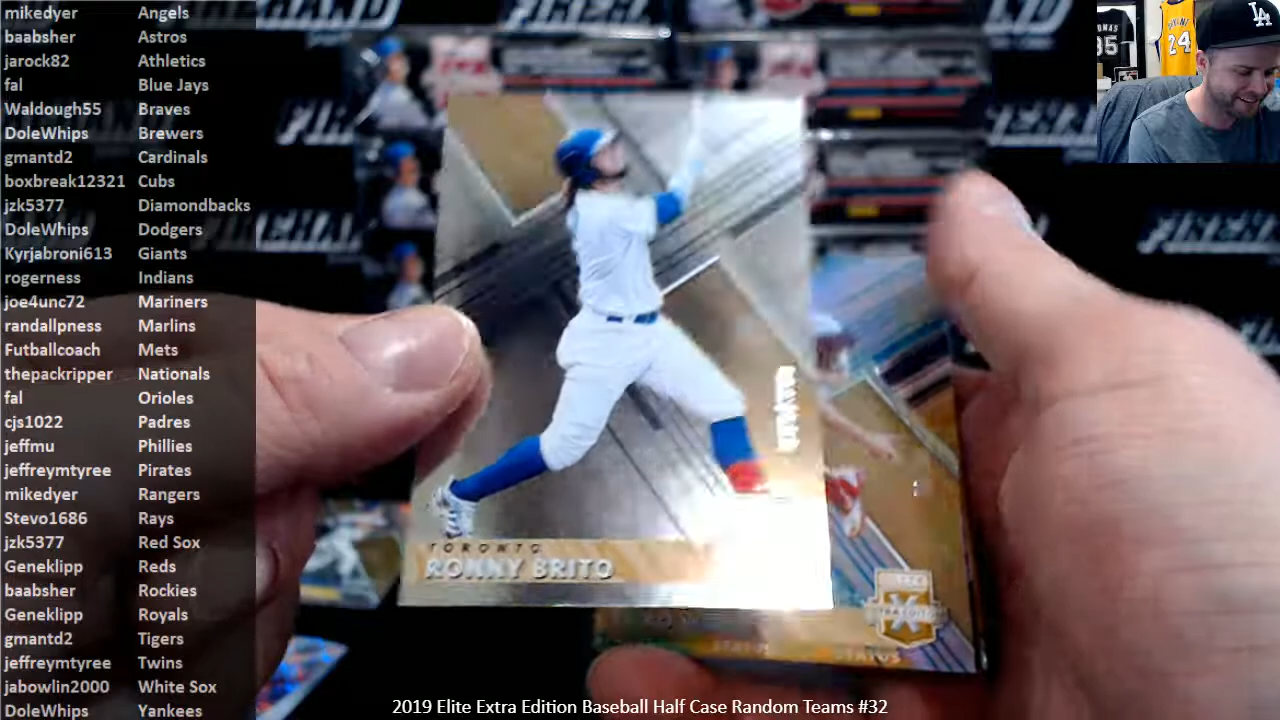 mikedyer Angels
baabsher Astros
jarock82 Athletics
fal Blue Jays
Waldough55 Braves
DoleWhips Brewers
gmantd2 Cardinals
boxbreak12321 Cubs
jzk5377 Diamondbacks
DoleWhips Dodgers
Kyrjabroni613 Giants
rogerness Indians
joe4unc72 Mariners
randallpness Marlins
Futballcoach Mets
thepackripper Nationals
fal Orioles
cjs1022 Padres
jeffmu Phillies
jeffreymtyree Pirates
mikedyer Rangers
Stevo1686 Rays
jzk5377 Red Sox
Geneklipp Reds
baabsher Rockies
Geneklipp Royals
gmantd2 Tigers
jeffreymtyree Twins
jabowlin2000 White Sox
DoleWhips Yankees
TORONTO
RONNY BRITO
STATUS
LA
24
2019 Elite Extra Edition Baseball Half Case Random Teams #32